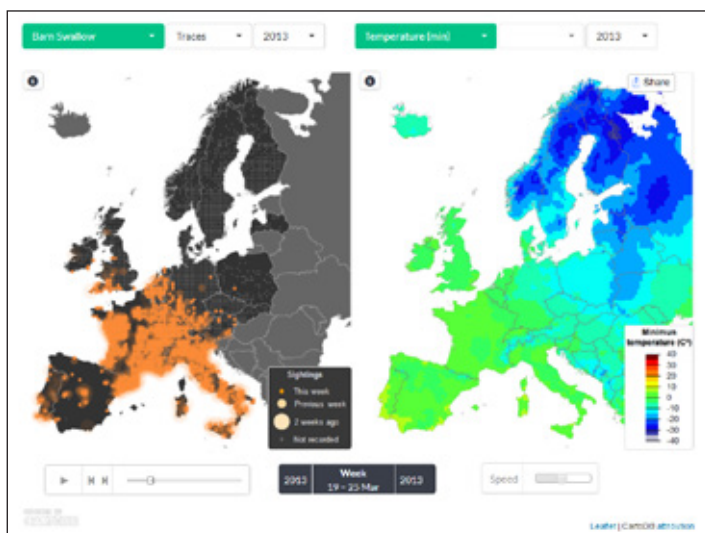 Barn Swallow Traces 2013 Temperature (min) 2013
Share
Sightings
This week
Previous week
2 weeks ago
Not recorded
Minimum
temperature (C°)
40
30
20
10
0
-10
-20
-30
-40
2013 Week 2013
19 - 25 Mar
Speed
Leaflet | CartoDB attribution